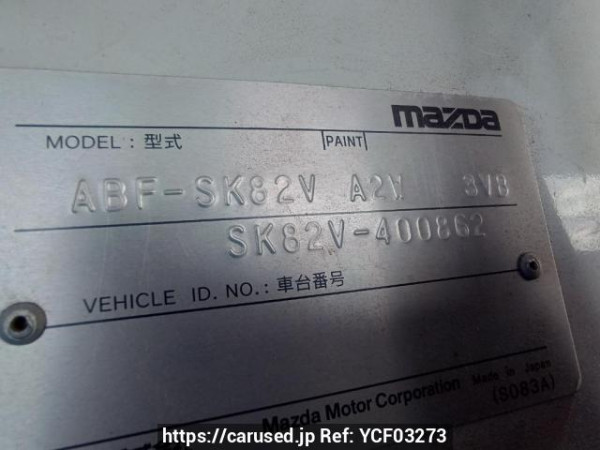 mazda
MODEL : 型式 PAINT
ABF-SK82V A2W 3VB
SK82V-400862
VEHICLE ID. NO. : 車台番号
Mazda Motor Corporation Made in Japan
(S083A)
https://carused.jp Ref: YCF03273